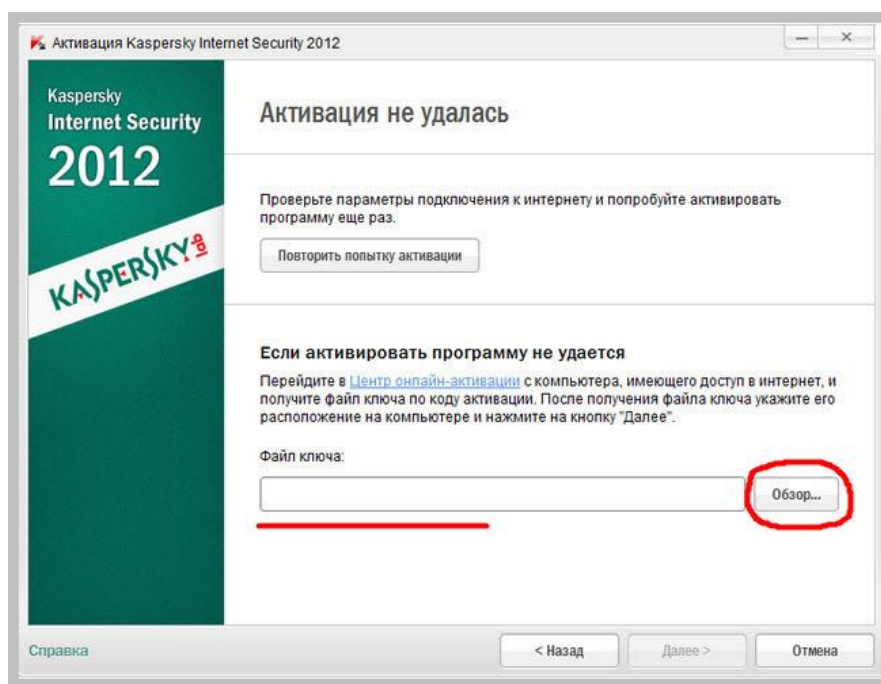 Активация Kaspersky Internet Security 2012
Kaspersky
Internet Security
2012
KASPERSKY lab
Активация не удалась
Проверьте параметры подключения к интернету и попробуйте активировать
программу еще раз.
Повторить попытку активации
Если активировать программу не удается
Перейдите в Центр онлайн-активации с компьютера, имеющего доступ в интернет, и
получите файл ключа по коду активации. После получения файла ключа укажите его
расположение на компьютере и нажмите на кнопку "Далее".
Файл ключа:
Обзор...
Справка
< Назад
Далее >
Отмена